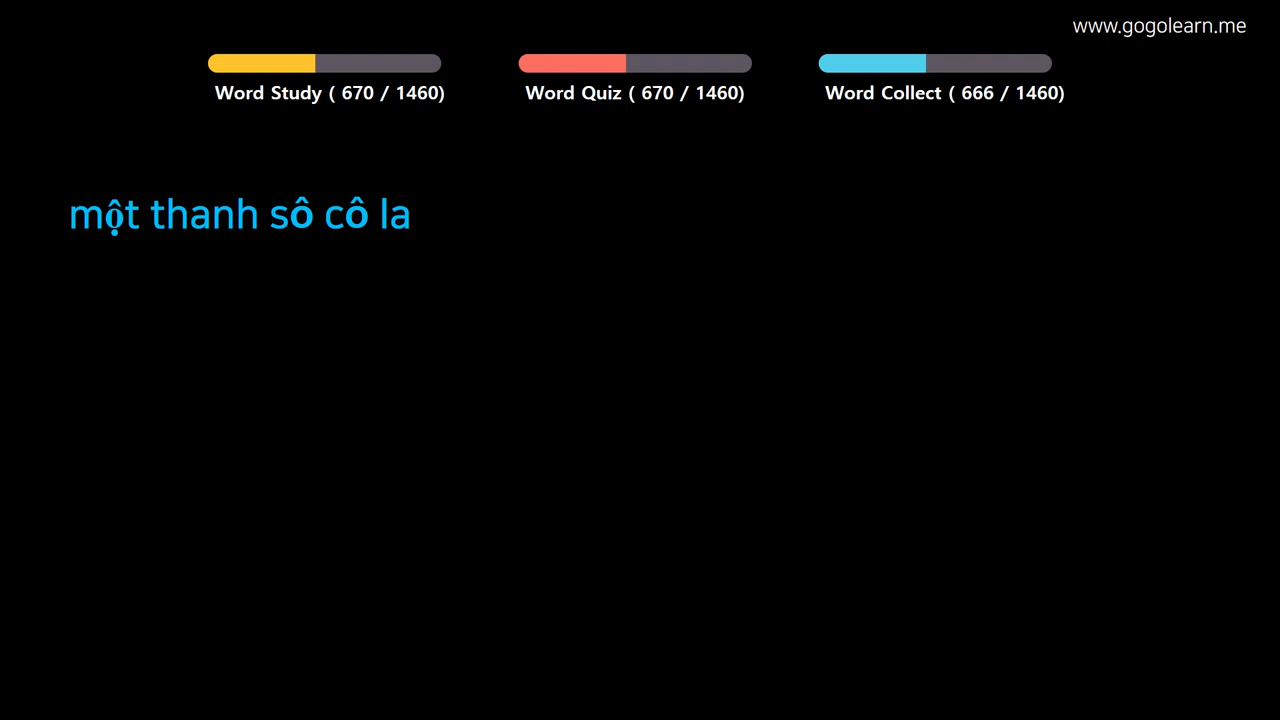 www.gogolearn.me
Word Study ( 670 / 1460)
Word Quiz ( 670 / 1460)
Word Collect ( 666 / 1460)
một thanh sô cô la